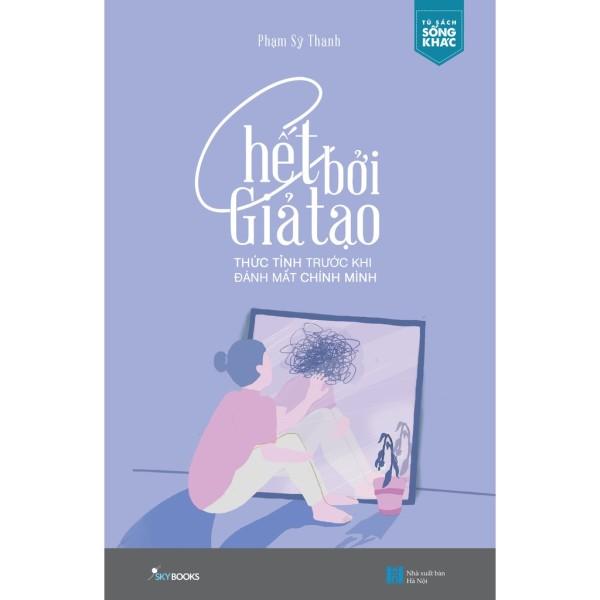 TỦ SÁCH
SỐNG
KHÁC
Phạm Sỹ Thanh
Chết bởi
Giả tạo
THỨC TỈNH TRƯỚC KHI
ĐÁNH MẤT CHÍNH MÌNH
SKYBOOKS
Nhà xuất bản
Hà Nội